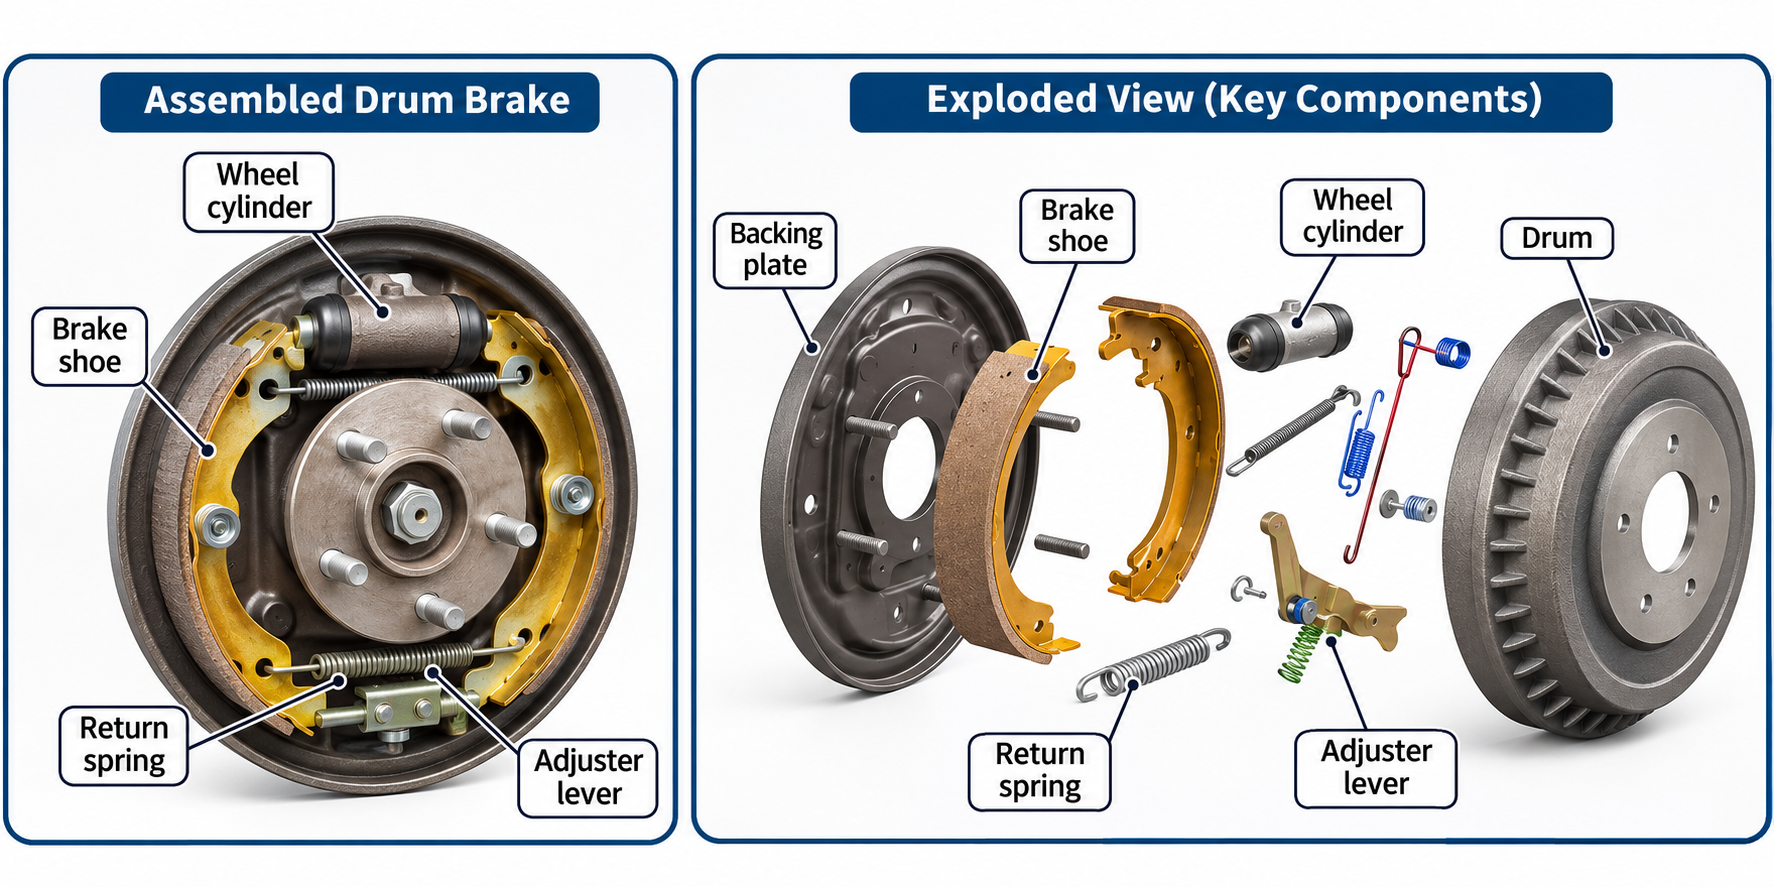 Assembled Drum Brake
Wheel
cylinder
Brake
shoe
Return
spring
Adjuster
lever
Exploded View (Key Components)
Backing
plate
Brake
shoe
Wheel
cylinder
Drum
Return
spring
Adjuster
lever